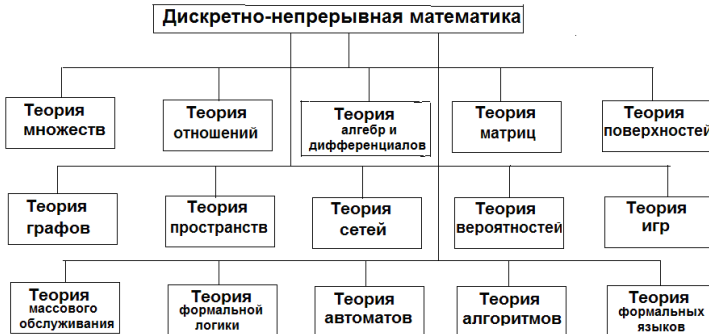 Дискретно-непрерывная математика
Теория
множеств
Теория
отношений
Теория
алгебр и
дифференциалов
Теория
матриц
Теория
поверхностей
Теория
графов
Теория
пространств
Теория
сетей
Теория
вероятностей
Теория
игр
Теория
массового
обслуживания
Теория
формальной
логики
Теория
автоматов
Теория
алгоритмов
Теория
формальных
языков